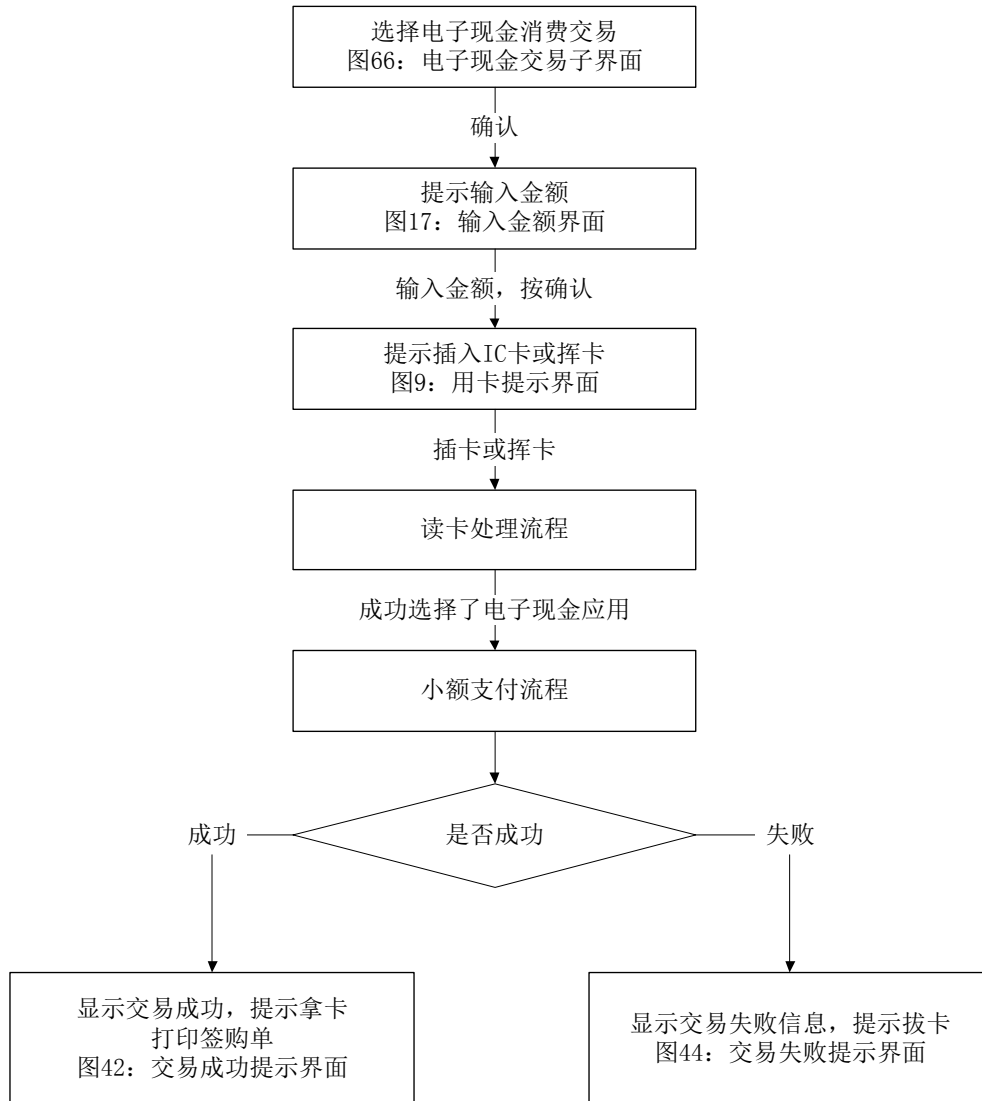 选择电子现金消费交易
图66：电子现金交易子界面
确认
提示输入金额
图17：输入金额界面
输入金额，按确认
提示插入IC卡或挥卡
图9：用卡提示界面
插卡或挥卡
读卡处理流程
成功选择了电子现金应用
小额支付流程
成功
是否成功
失败
显示交易成功，提示拿卡
打印签购单
图42：交易成功提示界面
显示交易失败信息，提示拔卡
图44：交易失败提示界面